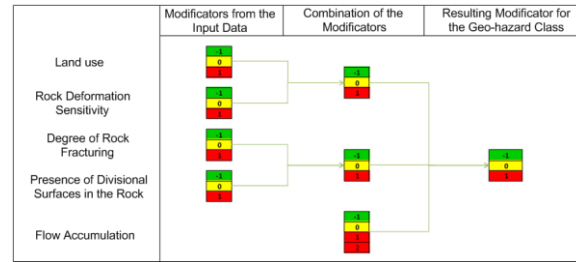 Modificators from the
Input Data
Combination of the
Modificators
Resulting Modificator for
the Geo-hazard Class
Land use
-1
0
1
-1
0
1
Rock Deformation
Sensitivity
-1
0
1
Degree of Rock
Fracturing
-1
0
1
-1
0
1
-1
0
1
Presence of Divisional
Surfaces in the Rock
-1
0
1
Flow Accumulation
-1
0
1
2